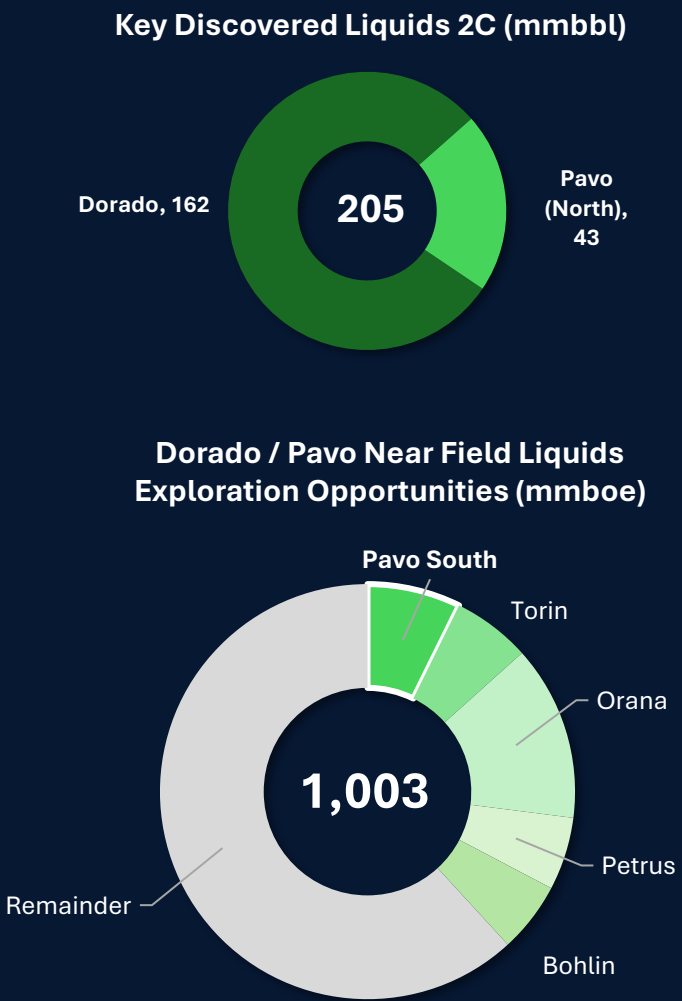 Key Discovered Liquids 2C (mmbbl)
Dorado, 162
205
Pavo
(North),
43
Dorado / Pavo Near Field Liquids
Exploration Opportunities (mmboe)
Pavo South
Torin
Orana
1,003
Petrus
Remainder
Bohlin